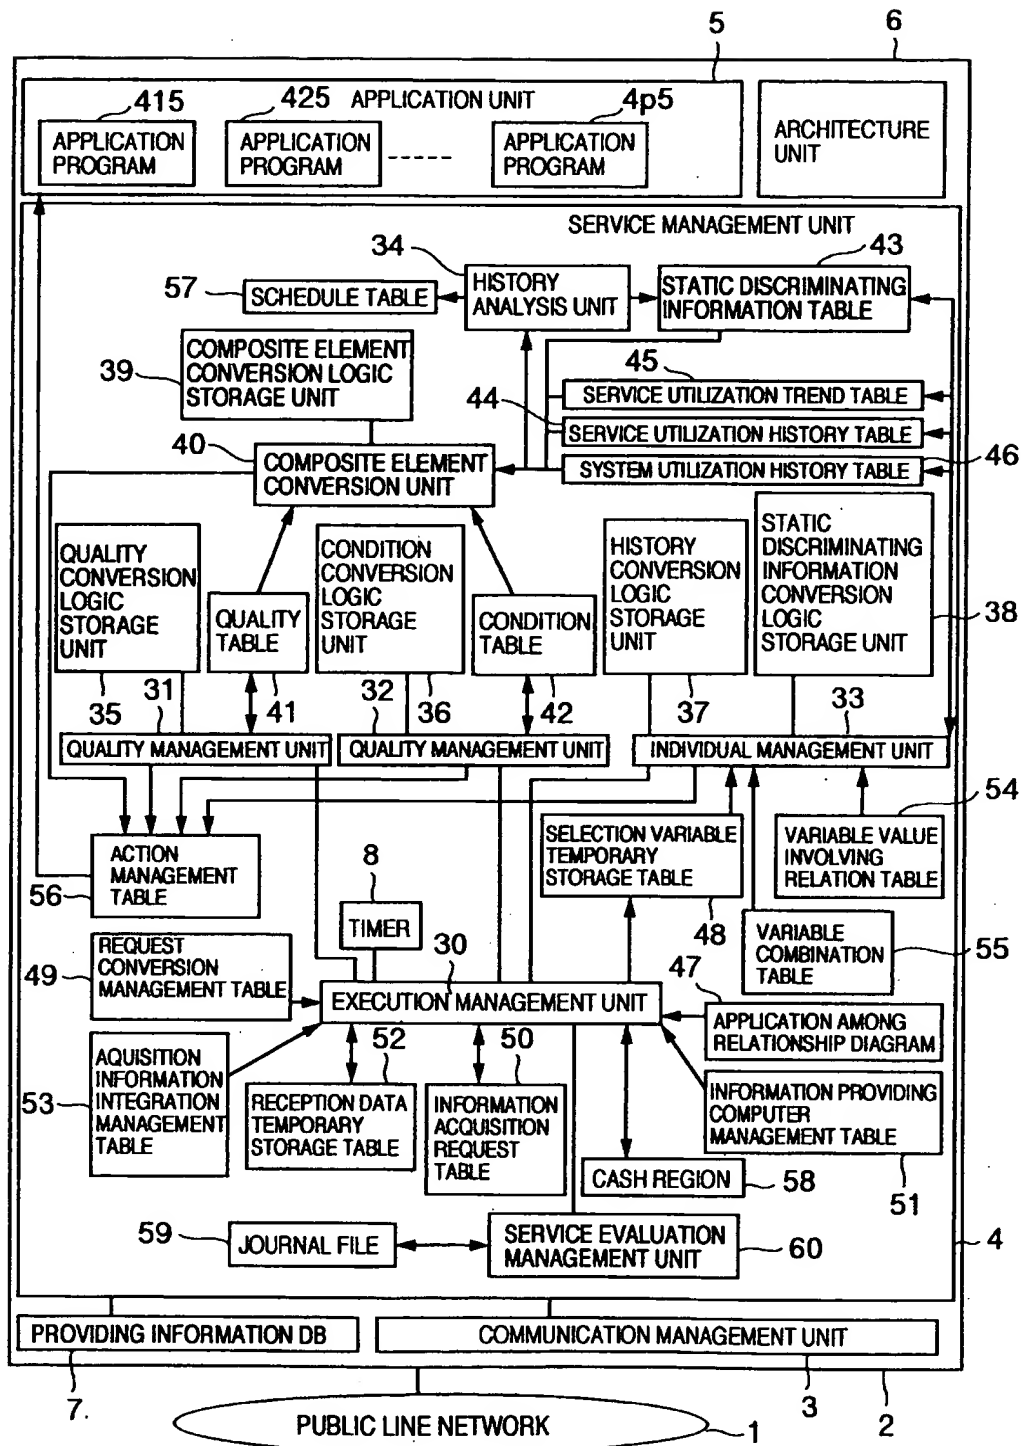 5
6
APPLICATION UNIT
415
425
4p5
APPLICATION
PROGRAM
APPLICATION
PROGRAM
-----
APPLICATION
PROGRAM
ARCHITECTURE
UNIT
SERVICE MANAGEMENT UNIT
34
43
57
SCHEDULE TABLE
HISTORY
ANALYSIS UNIT
STATIC DISCRIMINATING
INFORMATION TABLE
39
COMPOSITE ELEMENT
CONVERSION LOGIC
STORAGE UNIT
45
SERVICE UTILIZATION TREND TABLE
44
SERVICE UTILIZATION HISTORY TABLE
SYSTEM UTILIZATION HISTORY TABLE
46
40
COMPOSITE ELEMENT
CONVERSION UNIT
QUALITY
CONVERSION
LOGIC
STORAGE
UNIT
QUALITY
TABLE
CONDITION
CONVERSION
LOGIC
STORAGE
UNIT
CONDITION
TABLE
HISTORY
CONVERSION
LOGIC
STORAGE
UNIT
STATIC
DISCRIMINATING
INFORMATION
CONVERSION
LOGIC
STORAGE UNIT
38
35
31
41
32
36
42
37
33
QUALITY MANAGEMENT UNIT
QUALITY MANAGEMENT UNIT
INDIVIDUAL MANAGEMENT UNIT
54
ACTION
MANAGEMENT
TABLE
56
8
TIMER
SELECTION VARIABLE
TEMPORARY
STORAGE TABLE
48
VARIABLE VALUE
INVOLVING
RELATION TABLE
VARIABLE
COMBINATION
TABLE
55
49
REQUEST
CONVERSION
MANAGEMENT TABLE
30
EXECUTION MANAGEMENT UNIT
47
APPLICATION AMONG
RELATIONSHIP DIAGRAM
53
AQUISITION
INFORMATION
INTEGRATION
MANAGEMENT
TABLE
52
RECEPTION DATA
TEMPORARY
STORAGE TABLE
50
INFORMATION
ACQUISITION
REQUEST
TABLE
INFORMATION PROVIDING
COMPUTER
MANAGEMENT TABLE
51
CASH REGION
58
59
JOURNAL FILE
SERVICE EVALUATION
MANAGEMENT UNIT
60
4
PROVIDING INFORMATION DB
COMMUNICATION MANAGEMENT UNIT
7.
3
2
PUBLIC LINE NETWORK
1